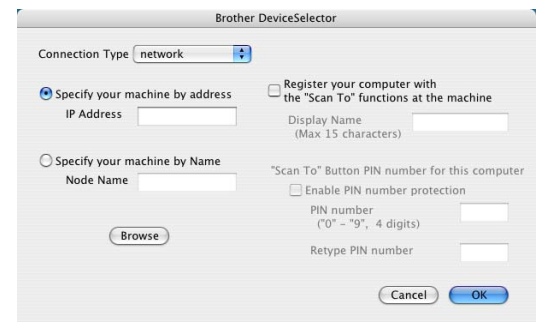 Brother DeviceSelector
Connection Type network
Specify your machine by address
IP Address
Specify your machine by Name
Node Name
Browse
Register your computer with
the "Scan To" functions at the machine
Display Name
(Max 15 characters)
"Scan To" Button PIN number for this computer
Enable PIN number protection
PIN number
("0" – "9", 4 digits)
Retype PIN number
Cancel OK